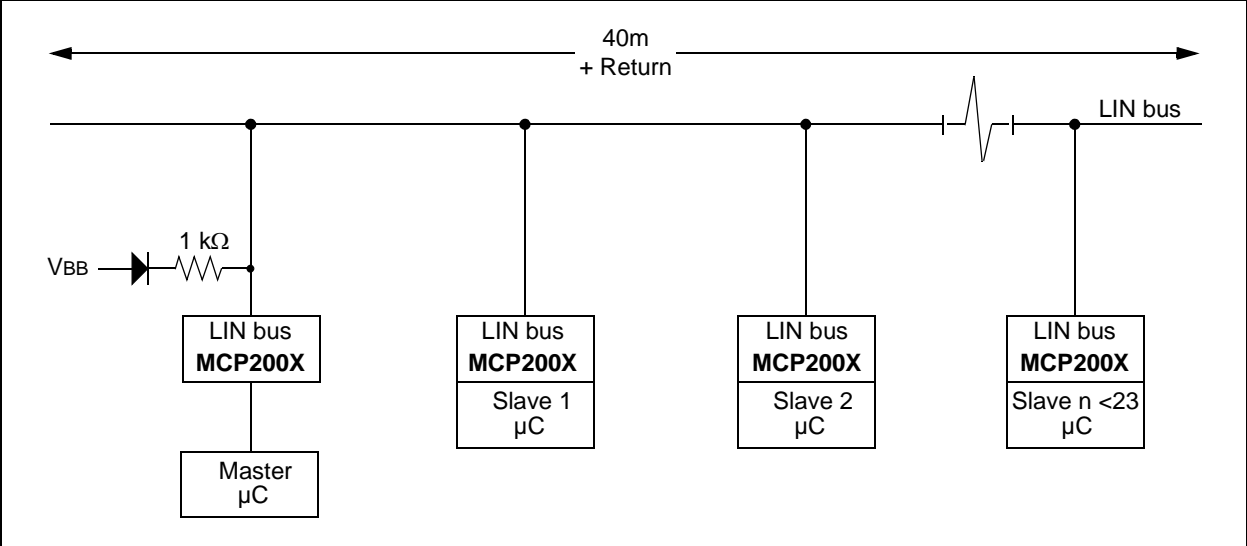 40m
+ Return
LIN bus
1 kΩ
VBB
LIN bus
MCP200X
LIN bus
MCP200X
LIN bus
MCP200X
LIN bus
MCP200X
Slave 1
µC
Slave 2
µC
Slave n <23
µC
Master
µC